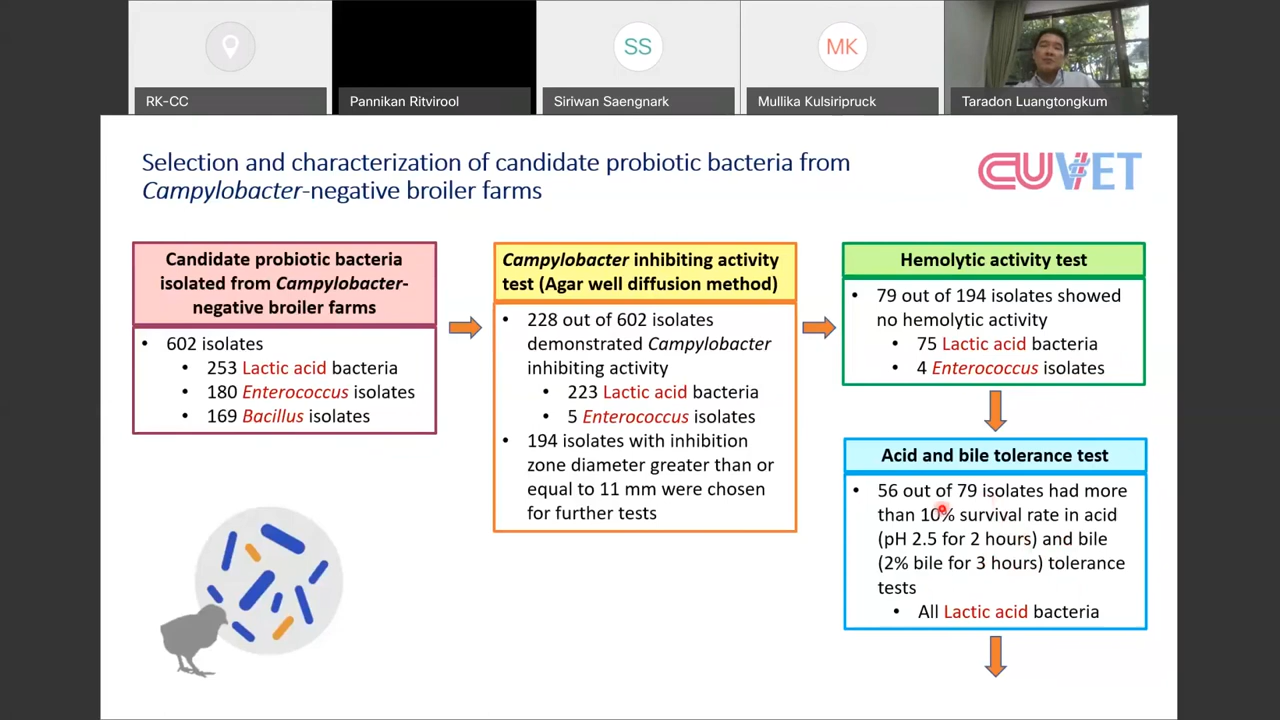 RK-CC
Pannikan Ritvirool
SS
Siriwan Saengnark
MK
Mullika Kulsiripruck
Taradon Luangtongkum
Selection and characterization of candidate probiotic bacteria from
Campylobacter-negative broiler farms
CUVET
Candidate probiotic bacteria
isolated from Campylobacter-
negative broiler farms
• 602 isolates
• 253 Lactic acid bacteria
• 180 Enterococcus isolates
• 169 Bacillus isolates
Campylobacter inhibiting activity
test (Agar well diffusion method)
• 228 out of 602 isolates
demonstrated Campylobacter
inhibiting activity
• 223 Lactic acid bacteria
• 5 Enterococcus isolates
• 194 isolates with inhibition
zone diameter greater than or
equal to 11 mm were chosen
for further tests
Hemolytic activity test
• 79 out of 194 isolates showed
no hemolytic activity
• 75 Lactic acid bacteria
• 4 Enterococcus isolates
Acid and bile tolerance test
• 56 out of 79 isolates had more
than 10% survival rate in acid
(pH 2.5 for 2 hours) and bile
(2% bile for 3 hours) tolerance
tests
• All Lactic acid bacteria